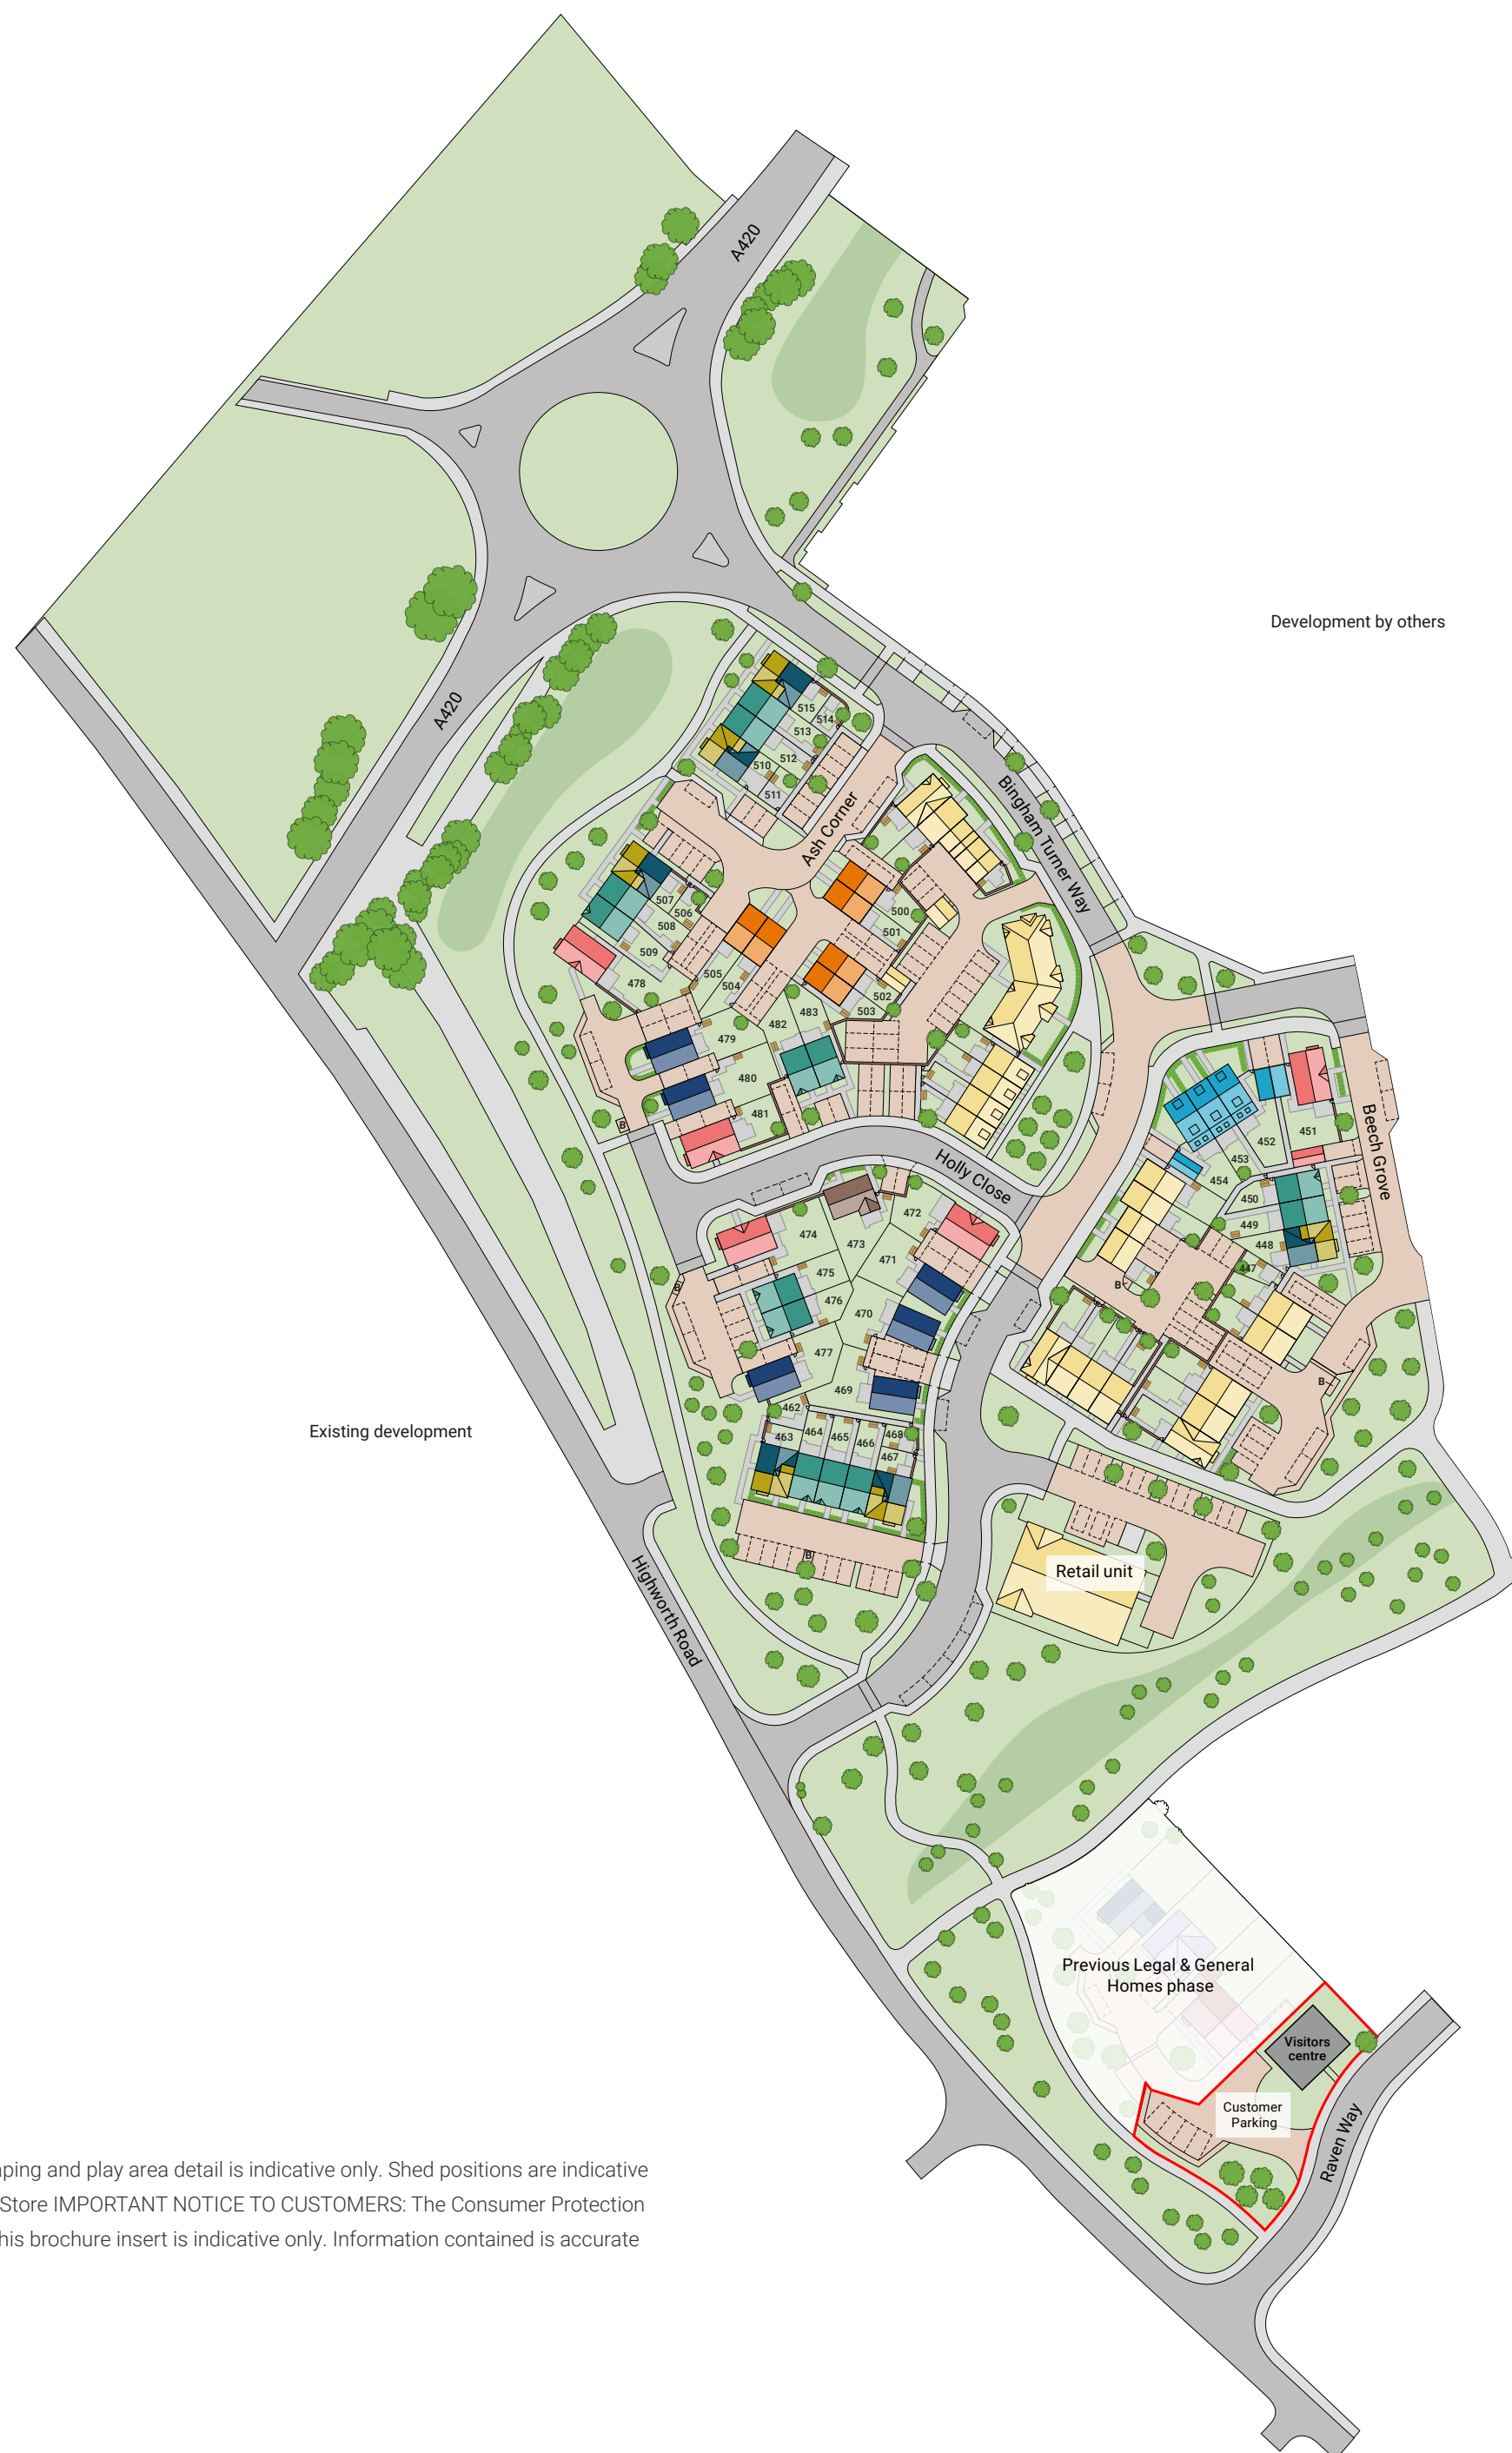 A420
Development by others
A420
515
514
513
512
510
511
Ash Corner
Bingham Turner Way
507
506
508
509
500
501
505
504
478
502
503
483
482
479
480
481
Holly Close
Beech Grove
451
452
453
454
450
449
448
447
B
B
B
472
474
473
471
475
476
470
477
469
462
463
464
465
466
468
467
B
B
Existing development
Highworth Road
Retail unit
Previous Legal & General
Homes phase
Visitors
centre
Customer
Parking
Raven Way
ping and play area detail is indicative only. Shed positions are indicative
Store IMPORTANT NOTICE TO CUSTOMERS: The Consumer Protection
his brochure insert is indicative only. Information contained is accurate